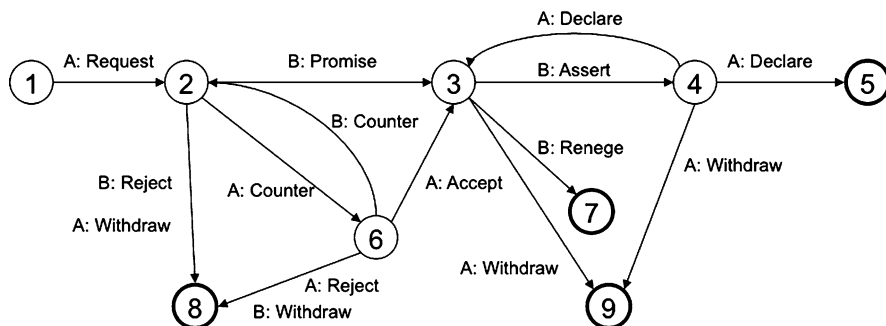 A: Declare
A: Request
B: Promise
B: Assert
A: Declare
1
2
3
4
5
B: Counter
B: Renege
A: Withdraw
B: Reject
A: Counter
A: Accept
A: Withdraw
7
6
A: Withdraw
A: Reject
8
B: Withdraw
9